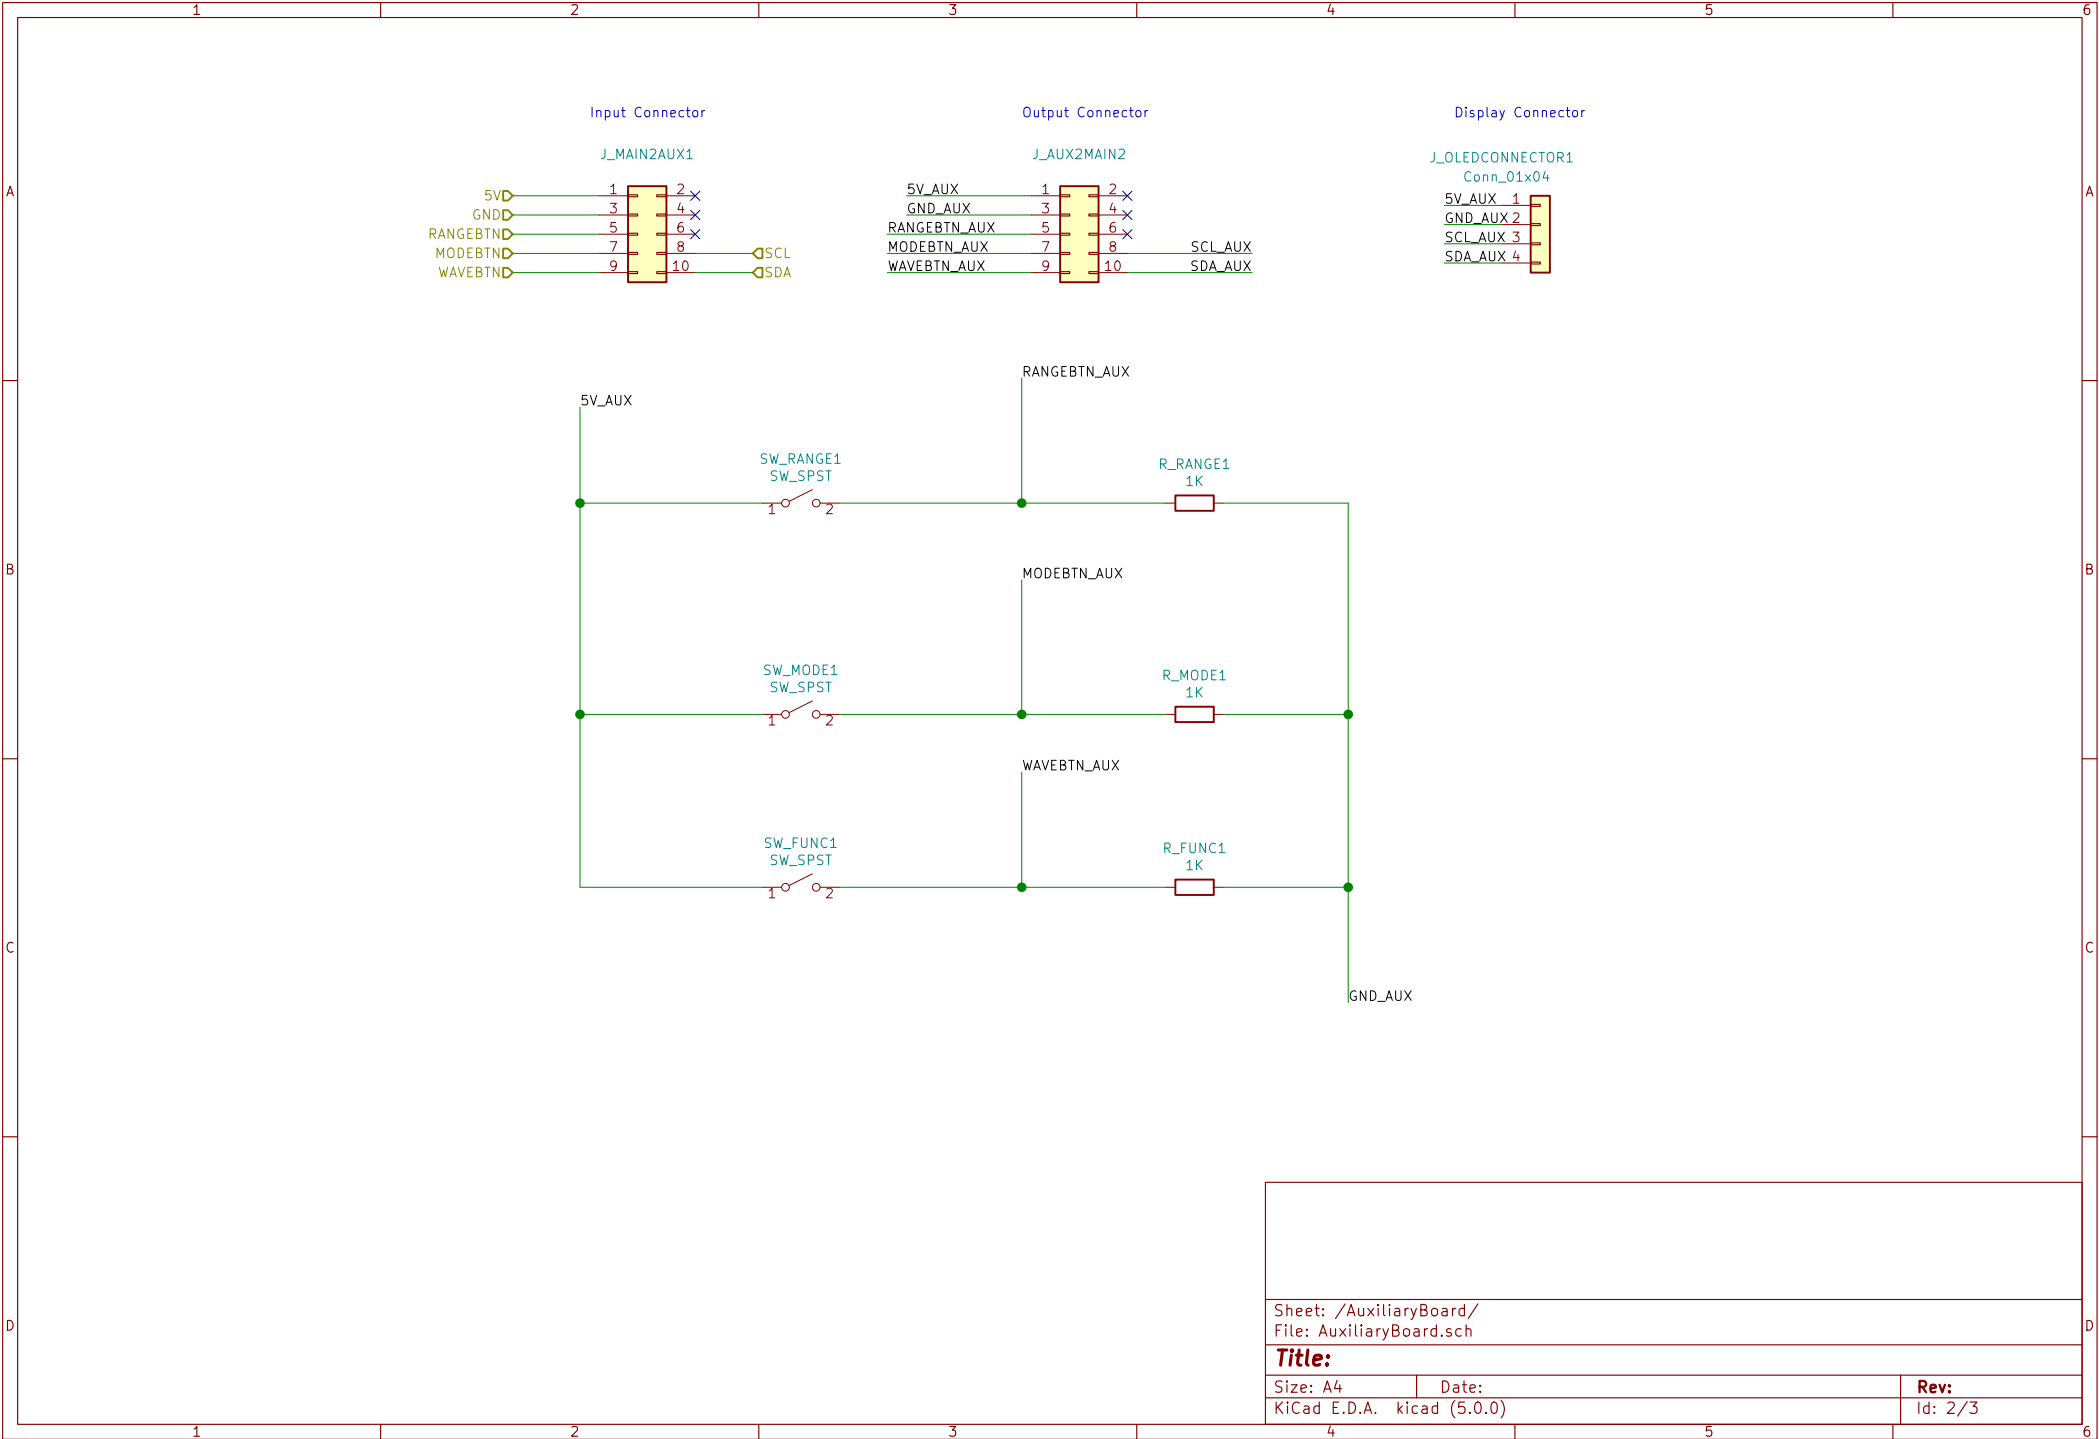 1 2 3 4 5 6
Input Connector
Output Connector
Display Connector
J_MAIN2AUX1
J_AUX2MAIN2
J_OLEDCONNECTOR1
Conn_01x04
A
5V 1 2
GND 3 4
RANGEBTN 5 6
MODEBTN 7 8 SCL
WAVEBTN 9 10 SDA
5V_AUX 1 2
GND_AUX 3 4
RANGEBTN_AUX 5 6
MODEBTN_AUX 7 8 SCL_AUX
WAVEBTN_AUX 9 10 SDA_AUX
5V_AUX 1
GND_AUX 2
SCL_AUX 3
SDA_AUX 4
A
RANGEBTN_AUX
5V_AUX
SW_RANGE1
SW_SPST
1 2
R_RANGE1
1K
B
B
MODEBTN_AUX
SW_MODE1
SW_SPST
1 2
R_MODE1
1K
WAVEBTN_AUX
SW_FUNC1
SW_SPST
1 2
R_FUNC1
1K
C
C
GND_AUX
D
D
Sheet: /AuxiliaryBoard/
File: AuxiliaryBoard.sch
Title:
Size: A4 Date: Rev:
KiCad E.D.A. kicad (5.0.0) Id: 2/3
1 2 3 4 5 6